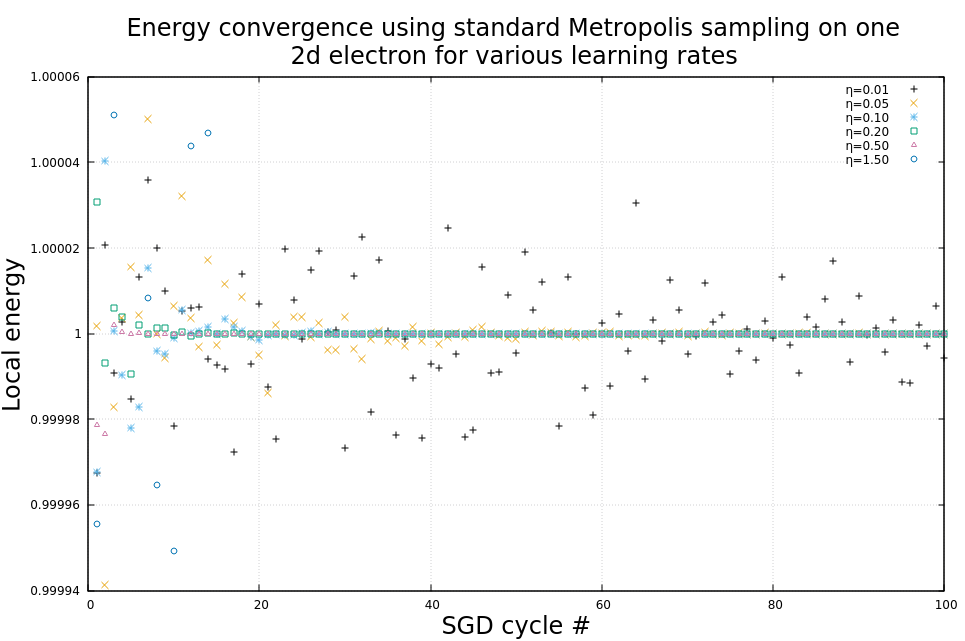 Energy convergence using standard Metropolis sampling on one
2d electron for various learning rates
1.00006
1.00004
1.00002
1
0.99998
0.99996
0.99994
Local energy
η=0.01
η=0.05
η=0.10
η=0.20
η=0.50
η=1.50
0 20 40 60 80 100
SGD cycle #